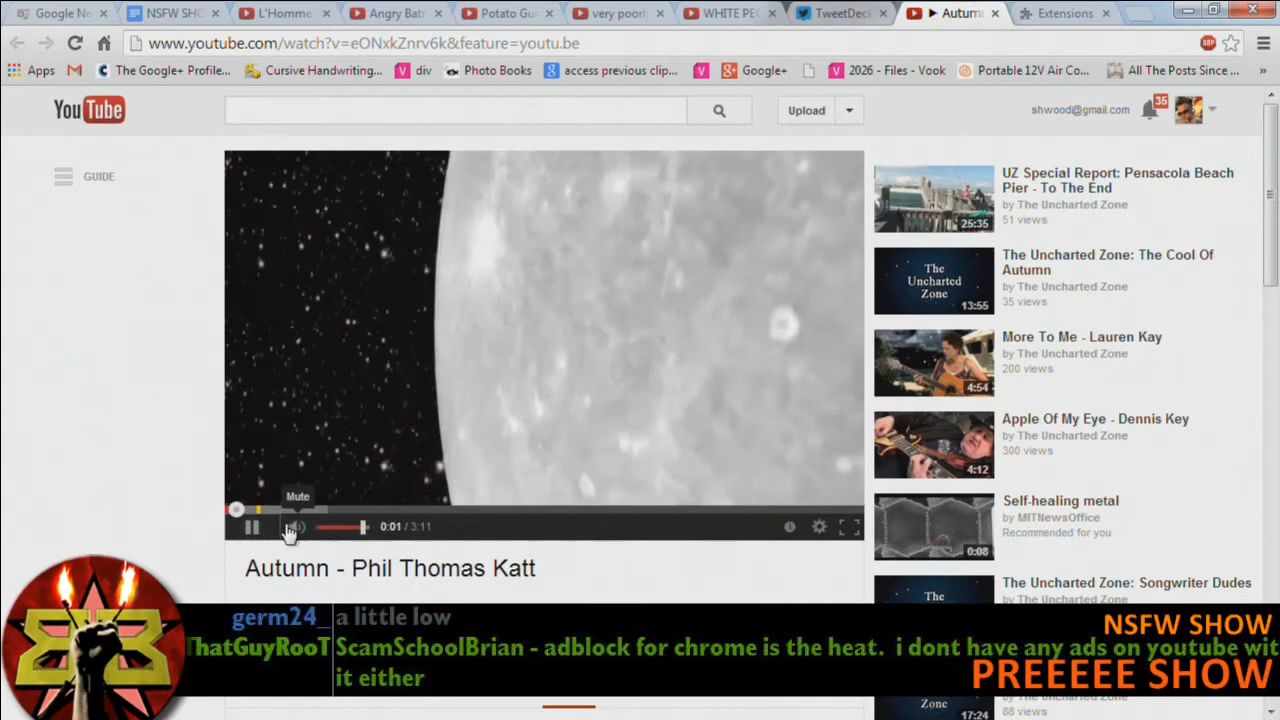 Google Ne
NSFW SHO
L'Homme
Angry Bat
Potato Gu
very poorl
WHITE PE
TweetDeck
▶ Autumn
Extensions
www.youtube.com/watch?v=eONxkZnrv6k&feature=youtu.be
ABP
Apps
The Google+ Profile...
Cursive Handwriting...
div
Photo Books
access previous clip...
Google+
2026 - Files - Vook
Portable 12V Air Co...
All The Posts Since ...
»
YouTube
Upload
shwood@gmail.com
35
GUIDE
UZ Special Report: Pensacola Beach
Pier - To The End
by The Uncharted Zone
51 views
25:35
The Uncharted Zone: The Cool Of
Autumn
by The Uncharted Zone
35 views
The
Uncharted
Zone
13:55
More To Me - Lauren Kay
by The Uncharted Zone
200 views
4:54
Apple Of My Eye - Dennis Key
by The Uncharted Zone
300 views
4:12
Self-healing metal
by MITNewsOffice
Recommended for you
0:08
The Uncharted Zone: Songwriter Dudes
The
Mute
0:01 / 3:11
Autumn - Phil Thomas Katt
germ24_ a little low
ThatGuyRooT ScamSchoolBrian - adblock for chrome is the heat. i dont have any ads on youtube wit
it either
NSFW SHOW
PREEEEE SHOW
BB
Zone
88 views
17:24